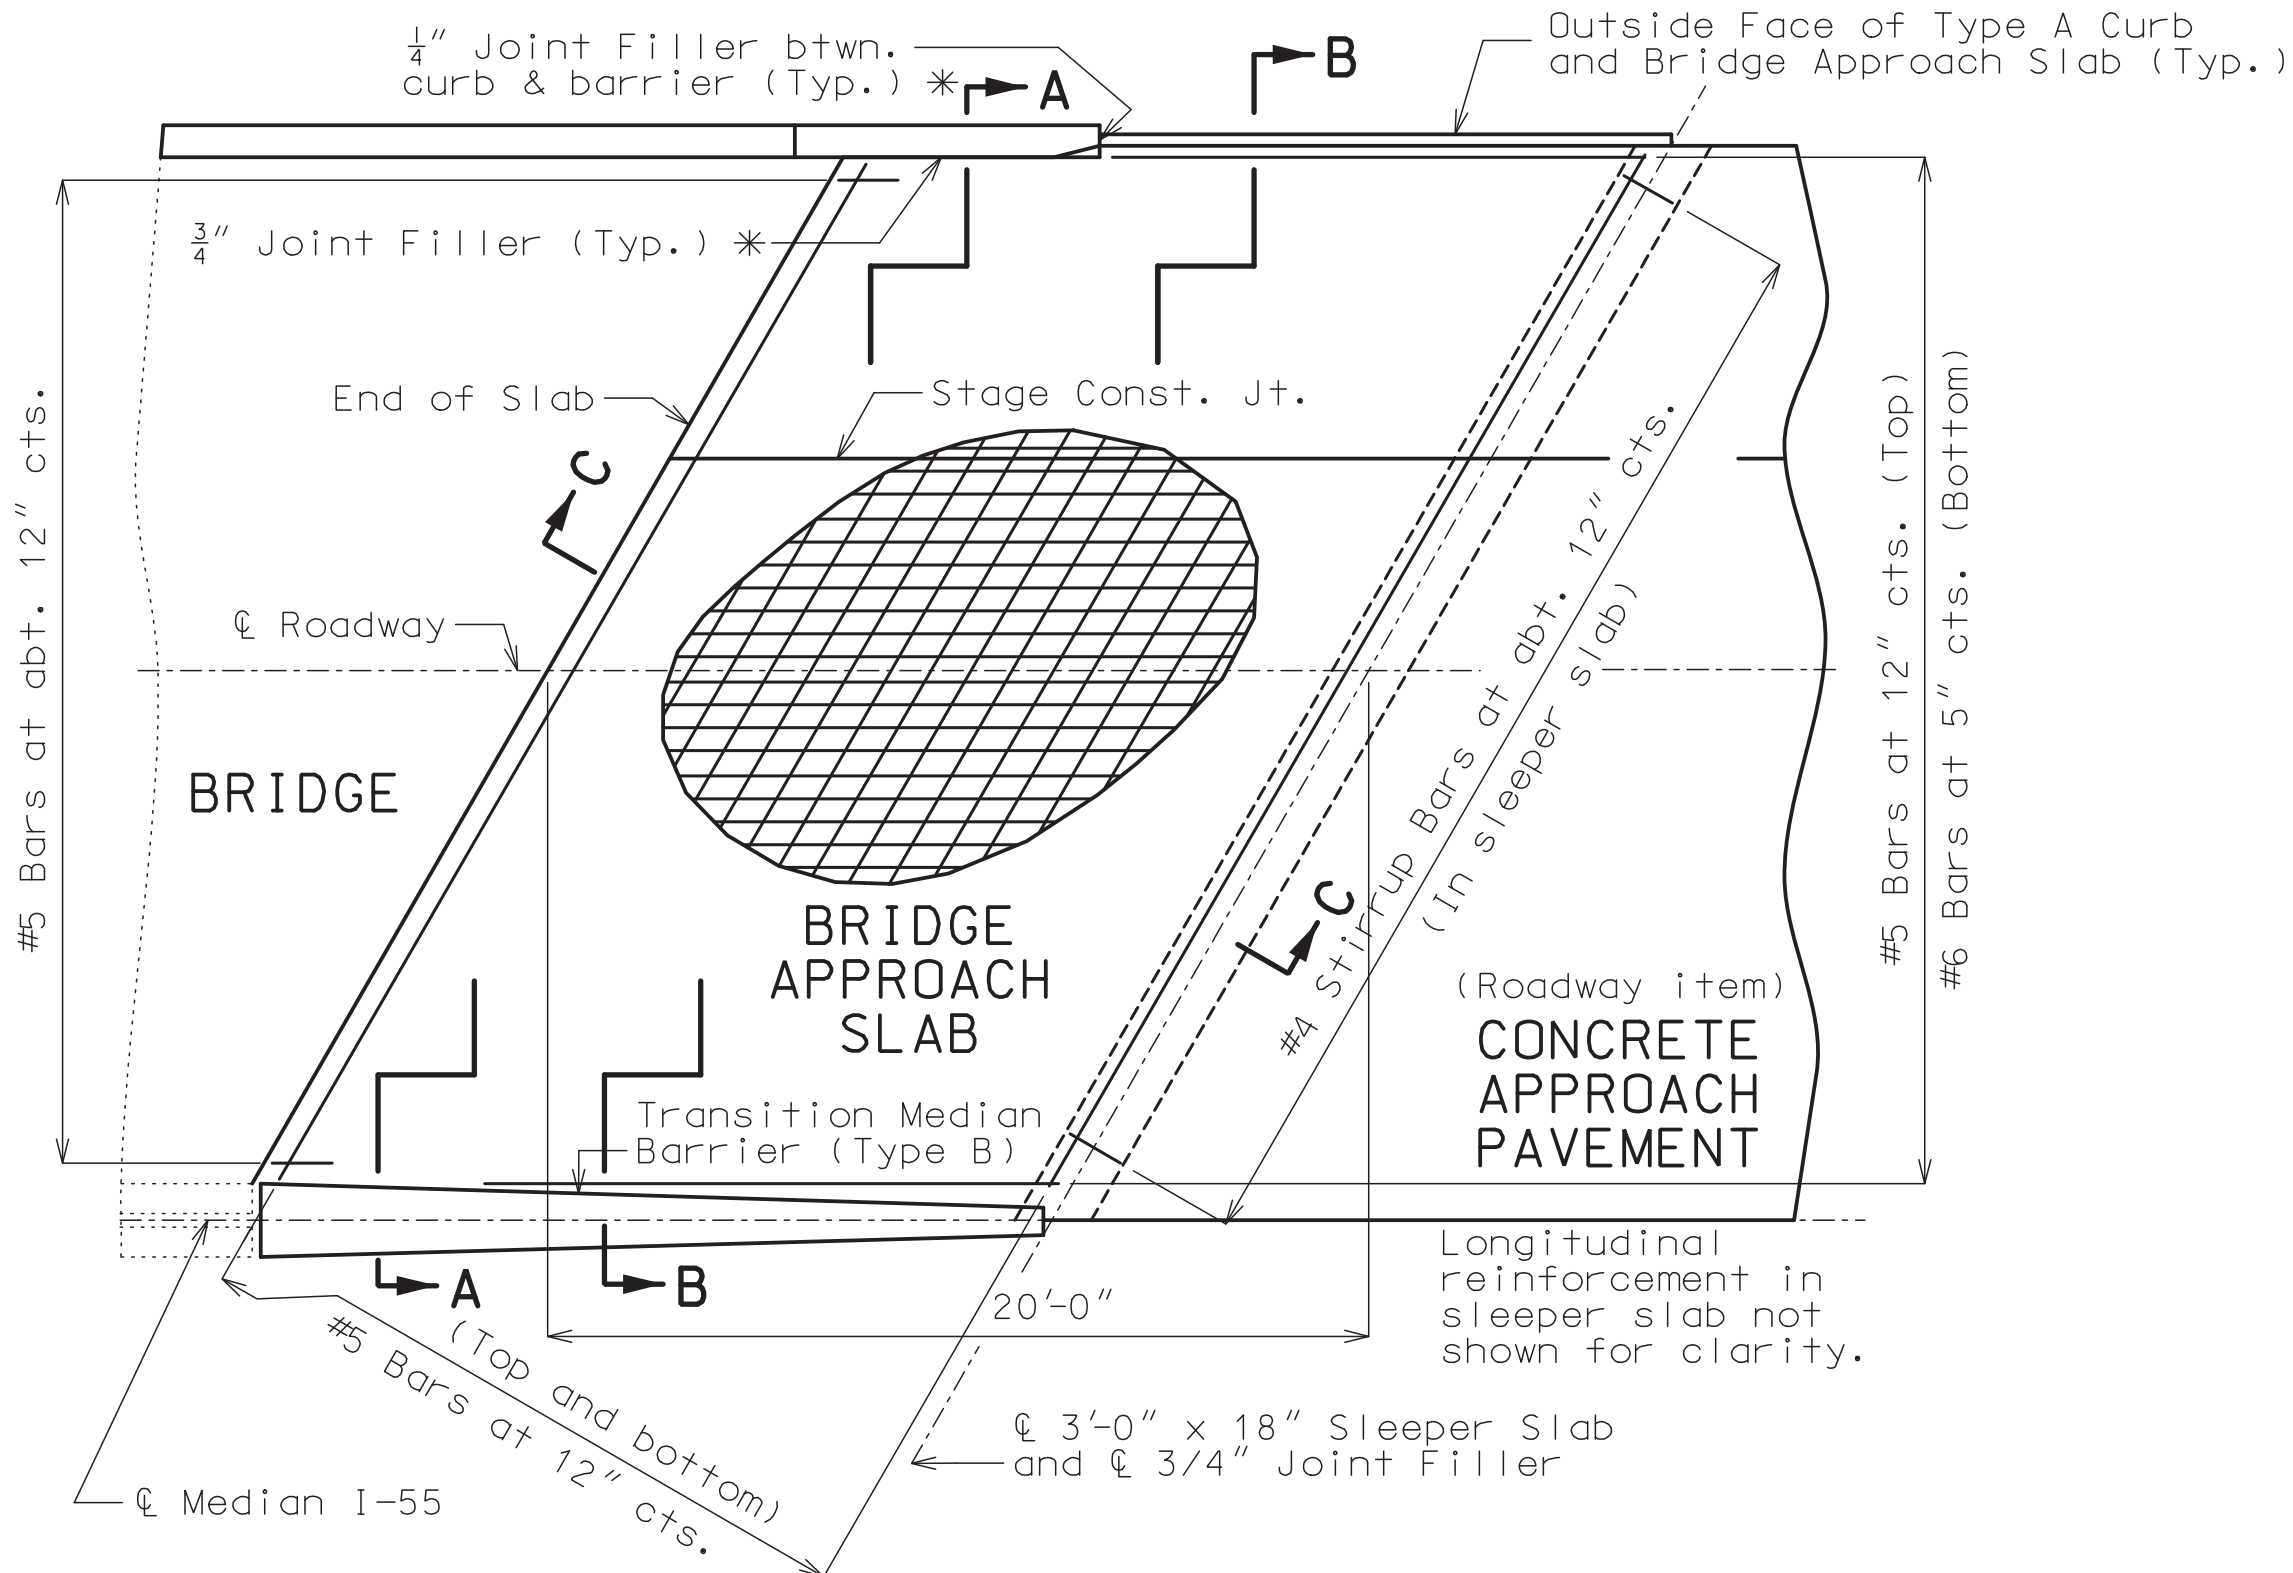 ¼" Joint Filler btwn.
curb & barrier (Typ.) *
A
B
Outside Face of Type A Curb
and Bridge Approach Slab (Typ.)
¾" Joint Filler (Typ.) *
End of Slab
Stage Const. Jt.
C
℄ Roadway
#5 Bars at abt. 12" cts.
BRIDGE
BRIDGE
APPROACH
SLAB
#4 Stirrup Bars at abt. 12" cts.
(In sleeper slab)
C
#5 Bars at 12" cts. (Top)
#6 Bars at 5" cts. (Bottom)
(Roadway item)
CONCRETE
APPROACH
PAVEMENT
Transition Median
Barrier (Type B)
A
B
20'-0"
Longitudinal
reinforcement in
sleeper slab not
shown for clarity.
(Top and bottom)
#5 Bars at 12" cts.
℄ 3'-0" x 18" Sleeper Slab
and ℄ 3/4" Joint Filler
℄ Median I-55